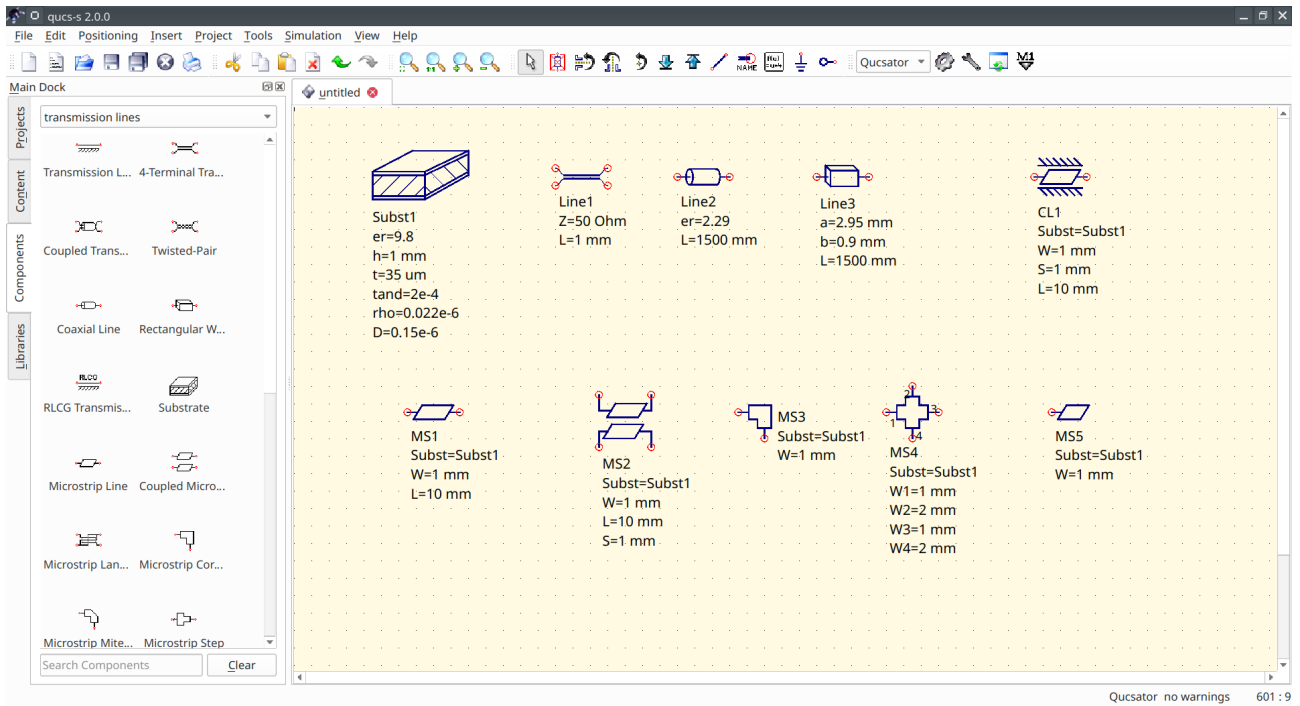 qucs-s 2.0.0
File Edit Positioning Insert Project Tools Simulation View Help
NAME
Qucsator
M1
Main Dock
untitled
Projects
Content
Components
Libraries
transmission lines
Transmission L... 4-Terminal Tra...
Coupled Trans... Twisted-Pair
Coaxial Line Rectangular W...
RLCG
RLCG Transmis... Substrate
Microstrip Line Coupled Micro...
Microstrip Lan... Microstrip Cor...
Microstrip Mite... Microstrip Step
Search Components
Clear
Subst1
er=9.8
h=1 mm
t=35 um
tand=2e-4
rho=0.022e-6
D=0.15e-6
Line1
Z=50 Ohm
L=1 mm
Line2
er=2.29
L=1500 mm
Line3
a=2.95 mm
b=0.9 mm
L=1500 mm
CL1
Subst=Subst1
W=1 mm
S=1 mm
L=10 mm
MS1
Subst=Subst1
W=1 mm
L=10 mm
MS2
Subst=Subst1
W=1 mm
L=10 mm
S=1 mm
MS3
Subst=Subst1
W=1 mm
2
3
1
4
MS4
Subst=Subst1
W1=1 mm
W2=2 mm
W3=1 mm
W4=2 mm
MS5
Subst=Subst1
W=1 mm
Qucsator no warnings 601 : 9